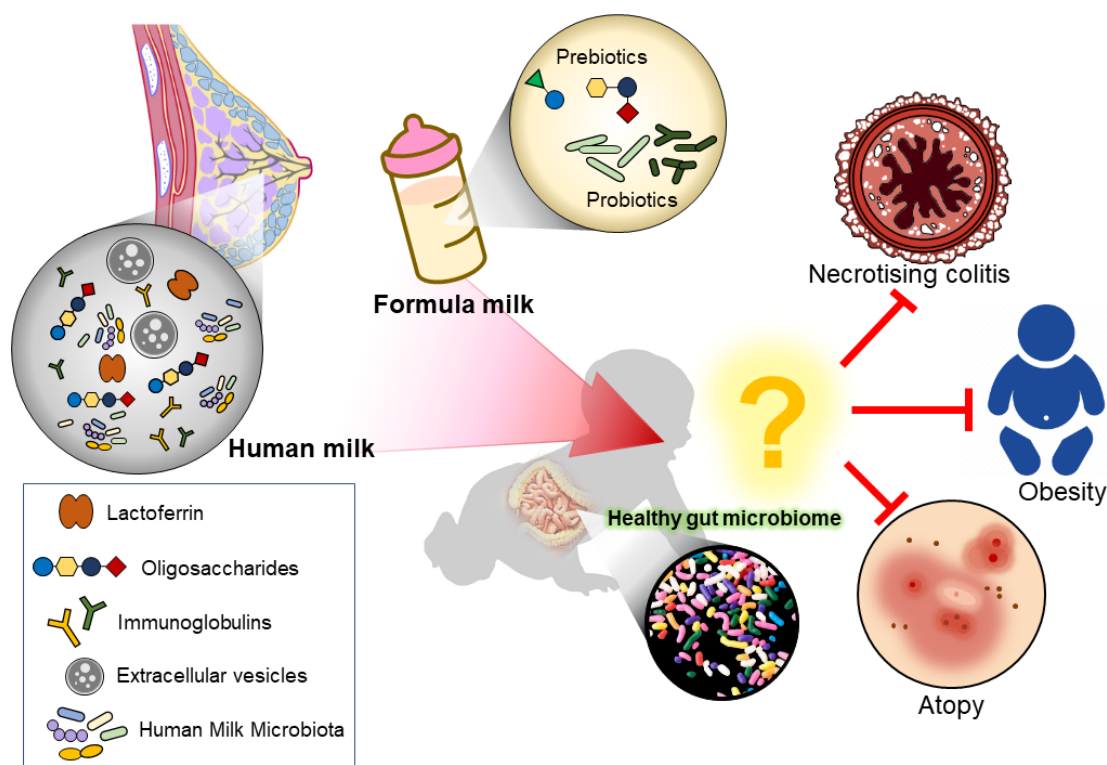 Prebiotics
Probiotics
Formula milk
Human milk
Necrotising colitis
?
Obesity
Healthy gut microbiome
Atopy
Lactoferrin
Oligosaccharides
Immunoglobulins
Extracellular vesicles
Human Milk Microbiota